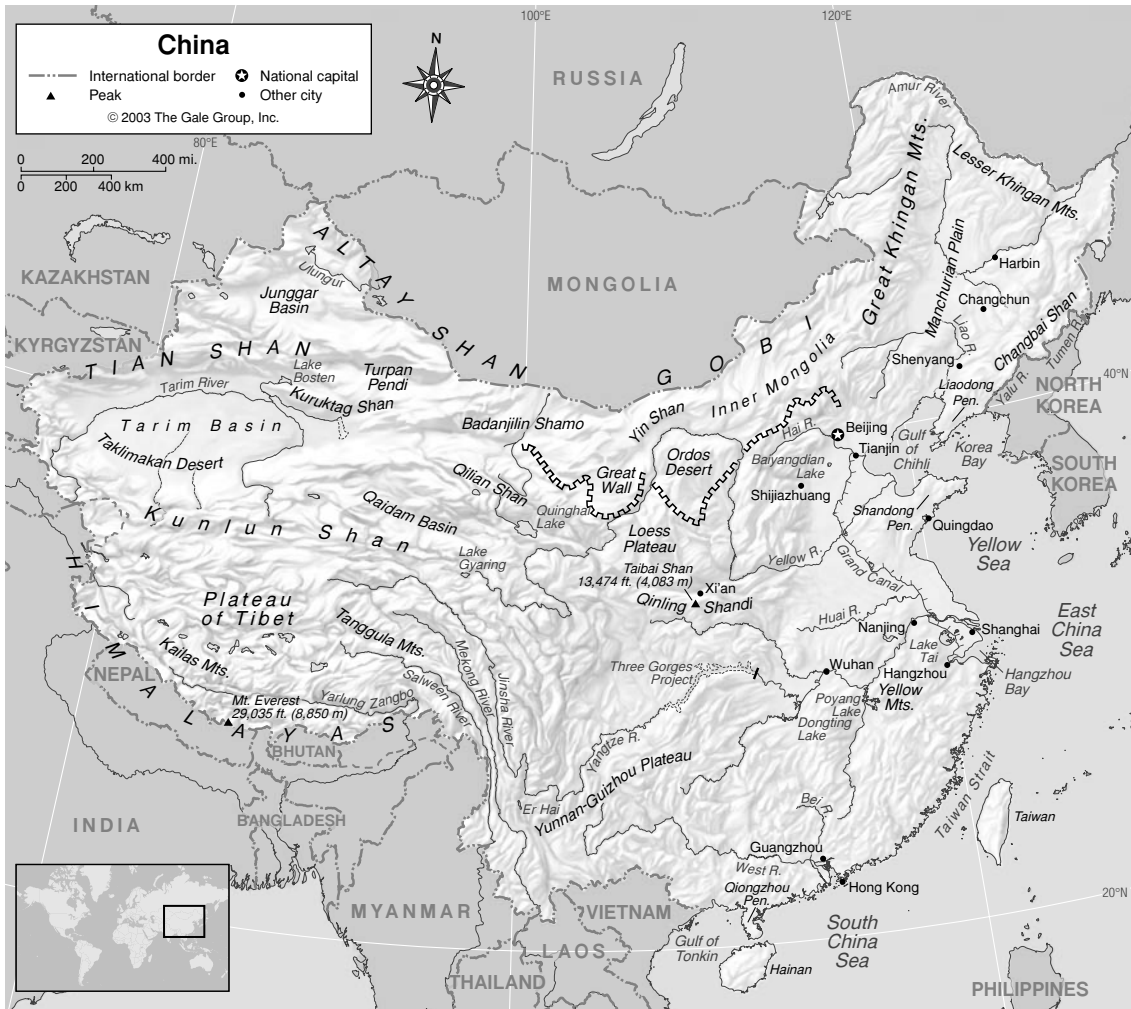 China
International border
National capital
Peak
Other city
© 2003 The Gale Group, Inc.
0 200 400 mi.
0 200 400 km
N
80°E
100°E
120°E
40°N
20°N
RUSSIA
KAZAKHSTAN
KYRGYZSTAN
MONGOLIA
NORTH
KOREA
SOUTH
KOREA
NEPAL
BHUTAN
INDIA
BANGLADESH
MYANMAR
VIETNAM
LAOS
THAILAND
PHILIPPINES
Amur River
Great Khingan Mts.
Lesser Khingan Mts.
Manchurian Plain
Harbin
Changchun
Jao R.
Changbai Shan
Shenyang
Tumen R.
Yalu R.
Liaodong
Pen.
ALTAY SHAN
Ulungur
Junggar
Basin
TIAN SHAN
Lake
Bosten
Turpan
Pendi
Tarim River
Kuruktag Shan
Tarim Basin
Taklimakan Desert
GOBI
Inner Mongolia
Yin Shan
Badanjilin Shamo
Great
Wall
Ordos
Desert
Hai R.
Beijing
Tianjin
Gulf
of
Chihli
Korea
Bay
Baiyangdian
Lake
Shijiazhuang
Shandong
Pen.
Quingdao
Yellow
Sea
Qilian Shan
Quinghai
Lake
Qaidam Basin
Kunlun Shan
Lake
Gyaring
Loess
Plateau
Taibai Shan
13,474 ft. (4,083 m)
Xi'an
Qinling Shandi
Yellow R.
Grand Canal
Huai R.
Nanjing
Shanghai
Lake
Tai
Hangzhou
Hangzhou
Bay
East
China
Sea
Plateau
of Tibet
Tanggula Mts.
Kailas Mts.
HIMALAYAS
Mt. Everest
29,035 ft. (8,850 m)
Yarlung Zangbo
Salween River
Mekong River
Jinsha River
Three Gorges
Project
Wuhan
Poyang
Lake
Dongting
Lake
Yellow
Mts.
Yangtze R.
Yunnan-Guizhou Plateau
Er Hai
Bei R.
Guangzhou
West R.
Hong Kong
Qiongzhou
Pen.
Gulf of
Tonkin
Hainan
South
China
Sea
Taiwan Strait
Taiwan